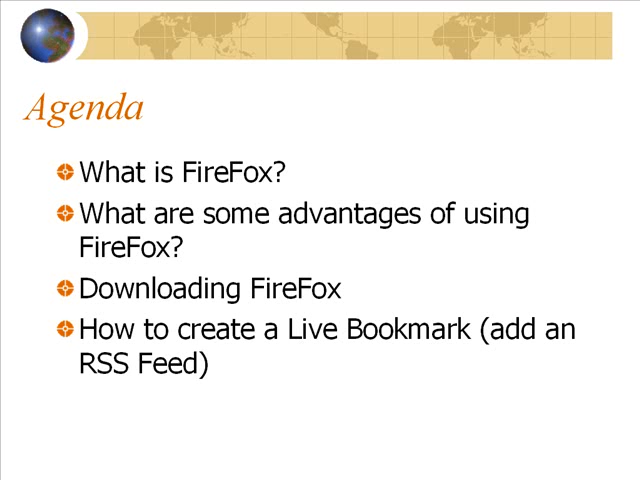 Agenda
What is FireFox?
What are some advantages of using
FireFox?
Downloading FireFox
How to create a Live Bookmark (add an
RSS Feed)